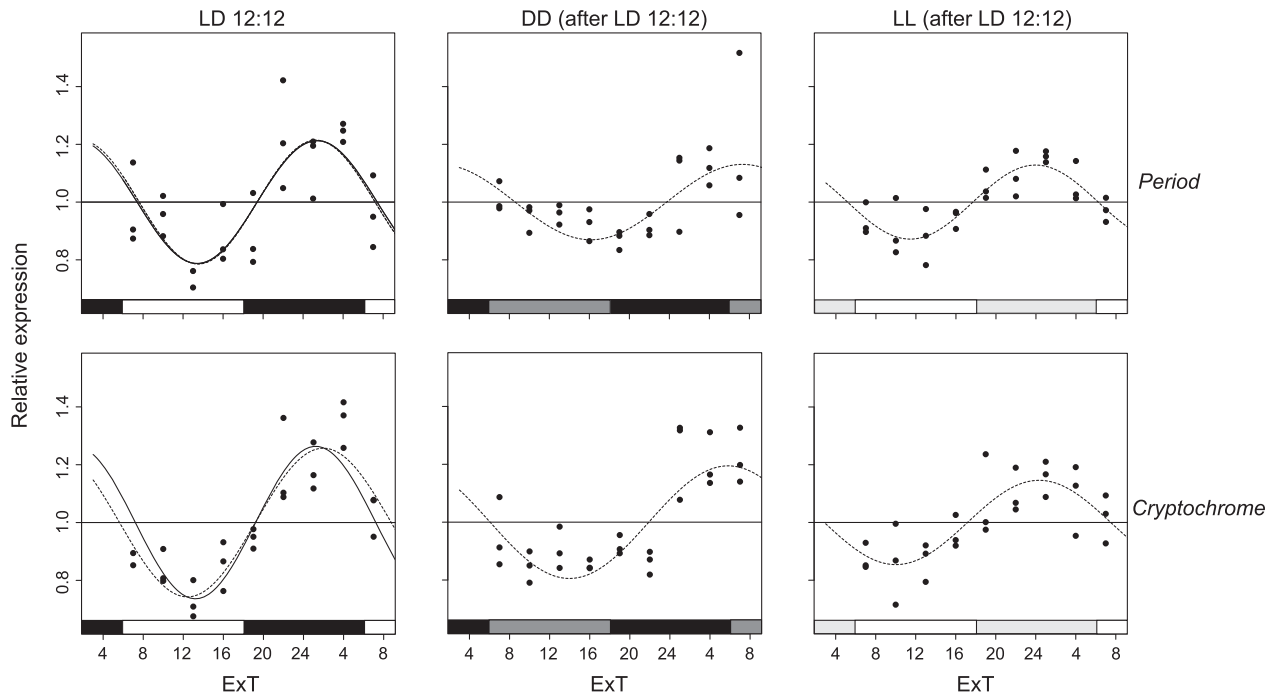 LD 12:12 DD (after LD 12:12) LL (after LD 12:12)
Relative expression
1.4
1.2
1.0
0.8
Period
1.4
1.2
1.0
0.8
Cryptochrome
4 8 12 16 20 24 4 8 4 8 12 16 20 24 4 8 4 8 12 16 20 24 4 8
ExT ExT ExT